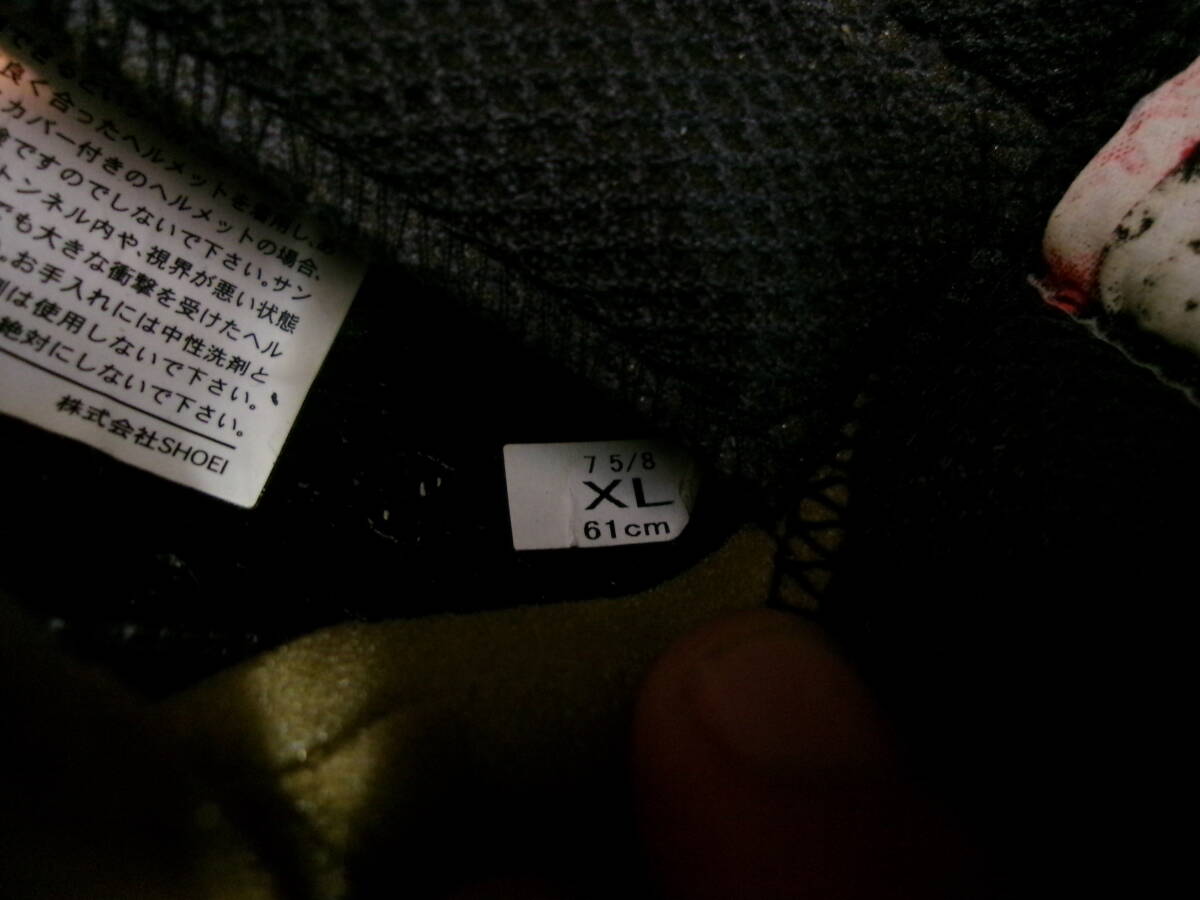 良く合ったヘルメットを着用し、
カバー付きのヘルメットの場合、
ですのでしないで下さい。サン
トンネル内や、視界が悪い状態
でも大きな衝撃を受けたヘル
お手入れには中性洗剤と
剤は使用しないで下さい。
絶対にしないで下さい。
株式会社SHOEI
7 5/8
XL
61cm